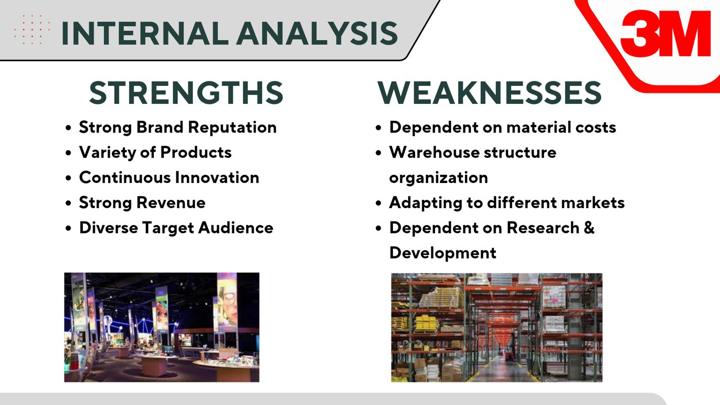 INTERNAL ANALYSIS
3M
STRENGTHS
• Strong Brand Reputation
• Variety of Products
• Continuous Innovation
• Strong Revenue
• Diverse Target Audience
WEAKNESSES
• Dependent on material costs
• Warehouse structure
organization
• Adapting to different markets
• Dependent on Research &
Development